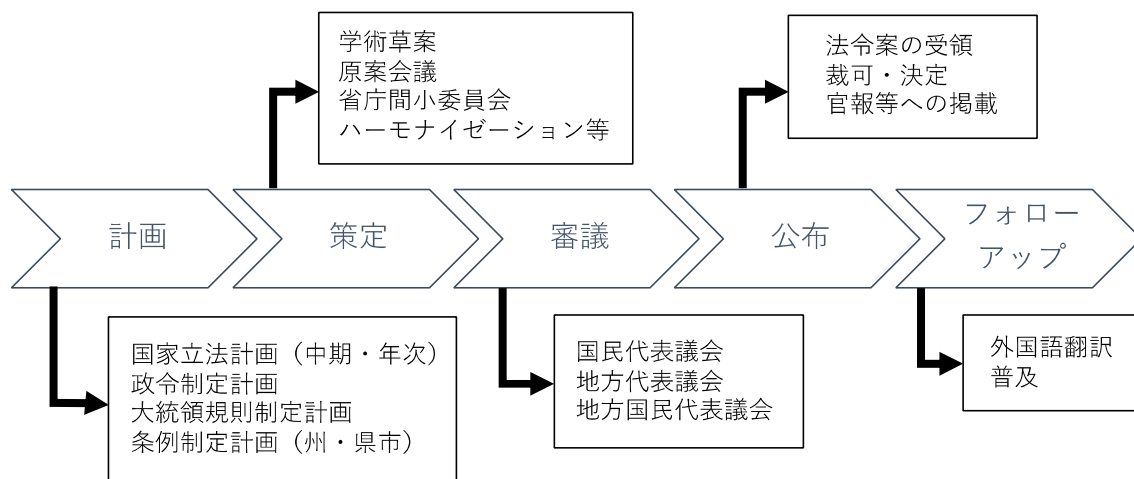 学術草案
原案会議
省庁間小委員会
ハーモナイゼーション等
法令案の受領
裁可・決定
官報等への掲載
計画
策定
審議
公布
フォロー
アップ
国家立法計画（中期・年次）
政令制定計画
大統領規則制定計画
条例制定計画（州・県市）
国民代表議会
地方代表議会
地方国民代表議会
外国語翻訳
普及